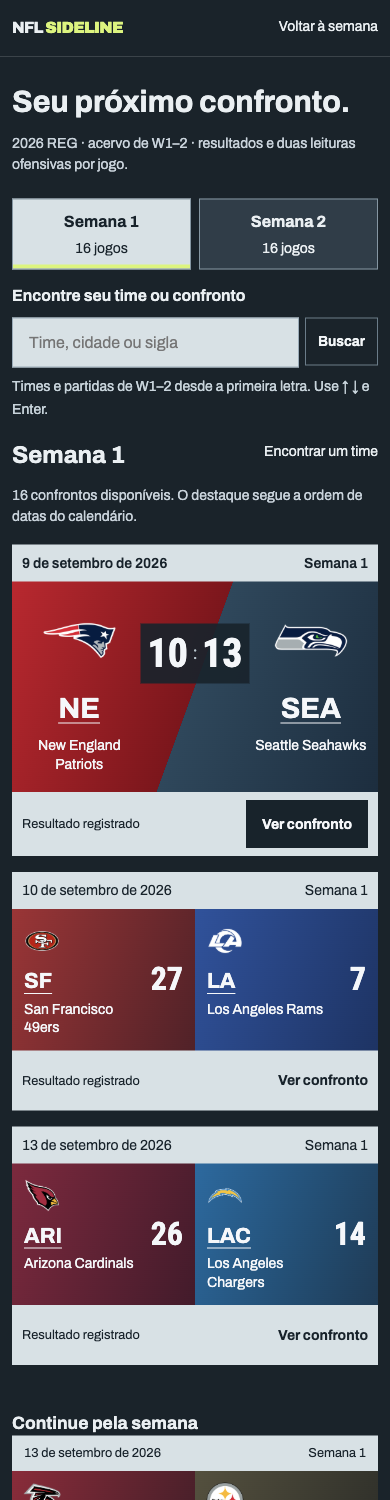 NFL SIDELINE
Voltar à semana
Seu próximo confronto.
2026 REG · acervo de W1–2 · resultados e duas leituras
ofensivas por jogo.
Semana 1
16 jogos
Semana 2
16 jogos
Encontre seu time ou confronto
Time, cidade ou sigla
Buscar
Times e partidas de W1–2 desde a primeira letra. Use ↑ ↓ e
Enter.
Semana 1
Encontrar um time
16 confrontos disponíveis. O destaque segue a ordem de
datas do calendário.
9 de setembro de 2026
Semana 1
10 : 13
NE
New England
Patriots
SEA
Seattle Seahawks
Resultado registrado
Ver confronto
10 de setembro de 2026
Semana 1
SF
27
San Francisco
49ers
LA
7
Los Angeles Rams
Resultado registrado
Ver confronto
13 de setembro de 2026
Semana 1
ARI
26
Arizona Cardinals
LAC
14
Los Angeles
Chargers
Resultado registrado
Ver confronto
Continue pela semana
13 de setembro de 2026
Semana 1